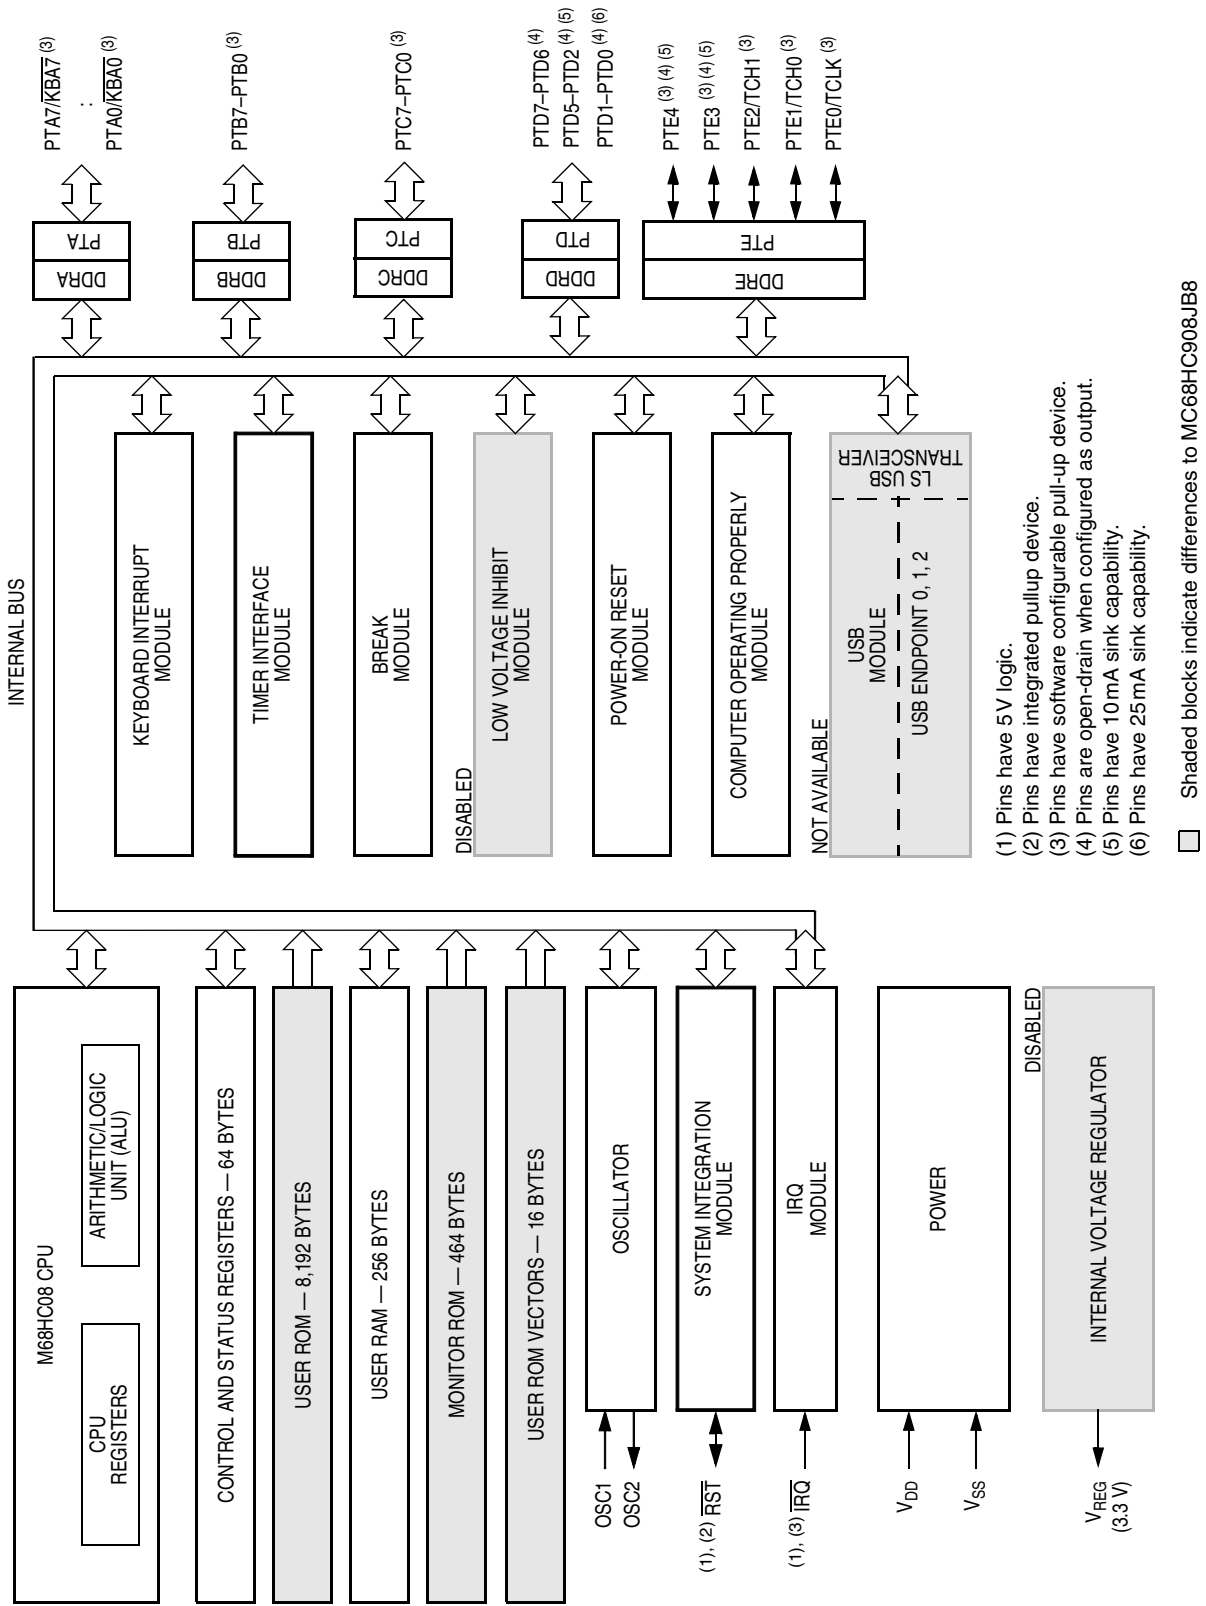 INTERNAL BUS
M68HC08 CPU
CPU
REGISTERS
ARITHMETIC/LOGIC
UNIT (ALU)
CONTROL AND STATUS REGISTERS — 64 BYTES
USER ROM — 8,192 BYTES
USER RAM — 256 BYTES
MONITOR ROM — 464 BYTES
USER ROM VECTORS — 16 BYTES
OSC1
OSC2
OSCILLATOR
(1), (2) RST
SYSTEM INTEGRATION
MODULE
(1), (3) IRQ
IRQ
MODULE
VDD
VSS
POWER
VREG
(3.3 V)
DISABLED
INTERNAL VOLTAGE REGULATOR
KEYBOARD INTERRUPT
MODULE
TIMER INTERFACE
MODULE
BREAK
MODULE
DISABLED
LOW VOLTAGE INHIBIT
MODULE
POWER-ON RESET
MODULE
COMPUTER OPERATING PROPERLY
MODULE
NOT AVAILABLE
USB
MODULE
USB ENDPOINT 0, 1, 2
LS USB
TRANSCEIVER
DDRA
PTA
PTA7/KBA7 (3)
:
PTA0/KBA0 (3)
DDRB
PTB
PTB7–PTB0 (3)
DDRC
PTC
PTC7–PTC0 (3)
DDRD
PTD
PTD7–PTD6 (4)
PTD5–PTD2 (4) (5)
PTD1–PTD0 (4) (6)
DDRE
PTE
PTE4 (3) (4) (5)
PTE3 (3) (4) (5)
PTE2/TCH1 (3)
PTE1/TCH0 (3)
PTE0/TCLK (3)
(1) Pins have 5V logic.
(2) Pins have integrated pullup device.
(3) Pins have software configurable pull-up device.
(4) Pins are open-drain when configured as output.
(5) Pins have 10mA sink capability.
(6) Pins have 25mA sink capability.
Shaded blocks indicate differences to MC68HC908JB8